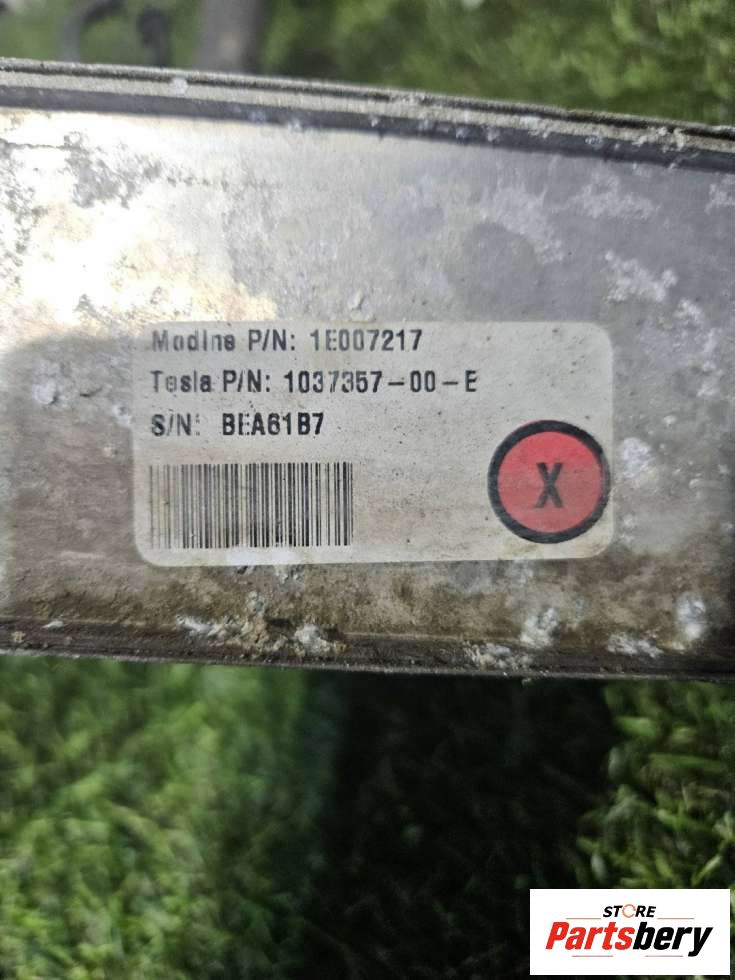 Modine P/N: 1E007217
Tesla P/N: 1037357-00-E
S/N: BEA61B7
X
STORE
Partsbery